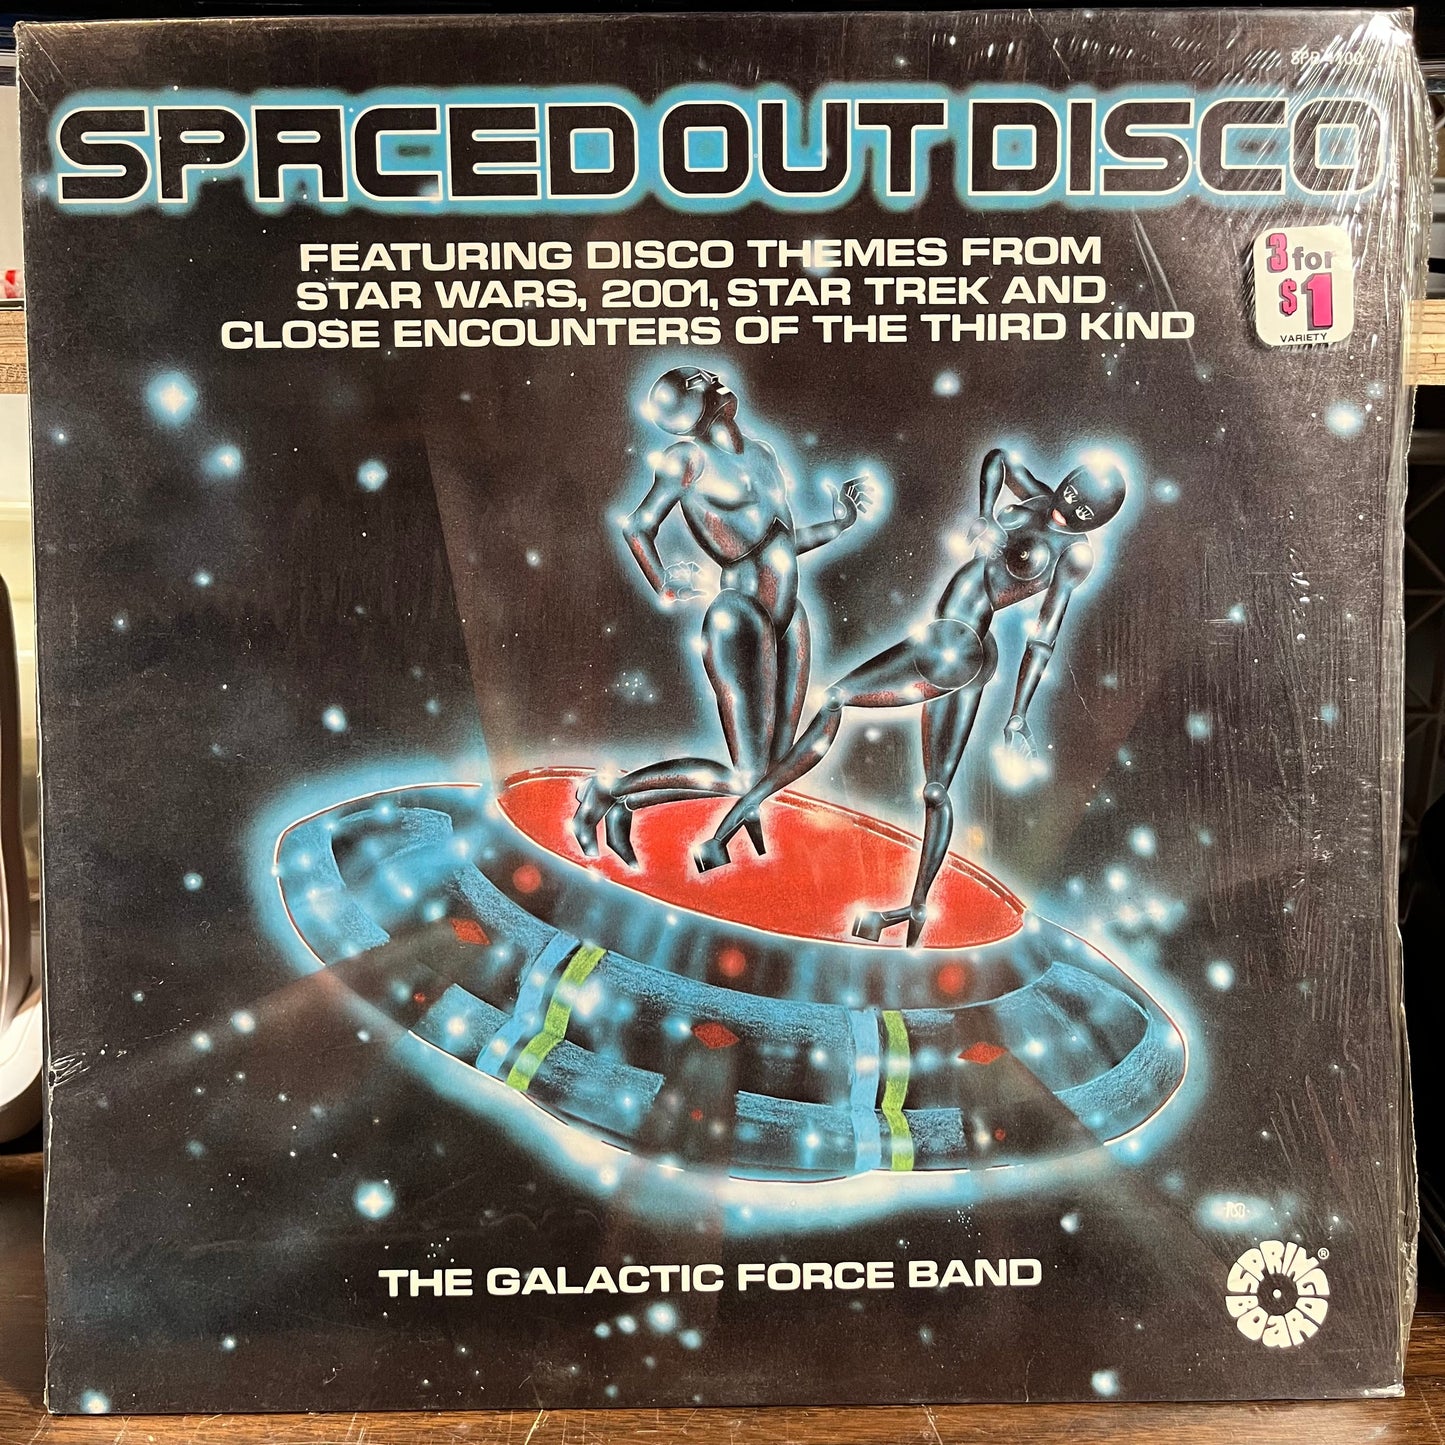 SPACED OUT DISCO
FEATURING DISCO THEMES FROM
STAR WARS, 2001, STAR TREK AND
CLOSE ENCOUNTERS OF THE THIRD KIND
3 for
$1
VARIETY
THE GALACTIC FORCE BAND
SPRINGBOARD®